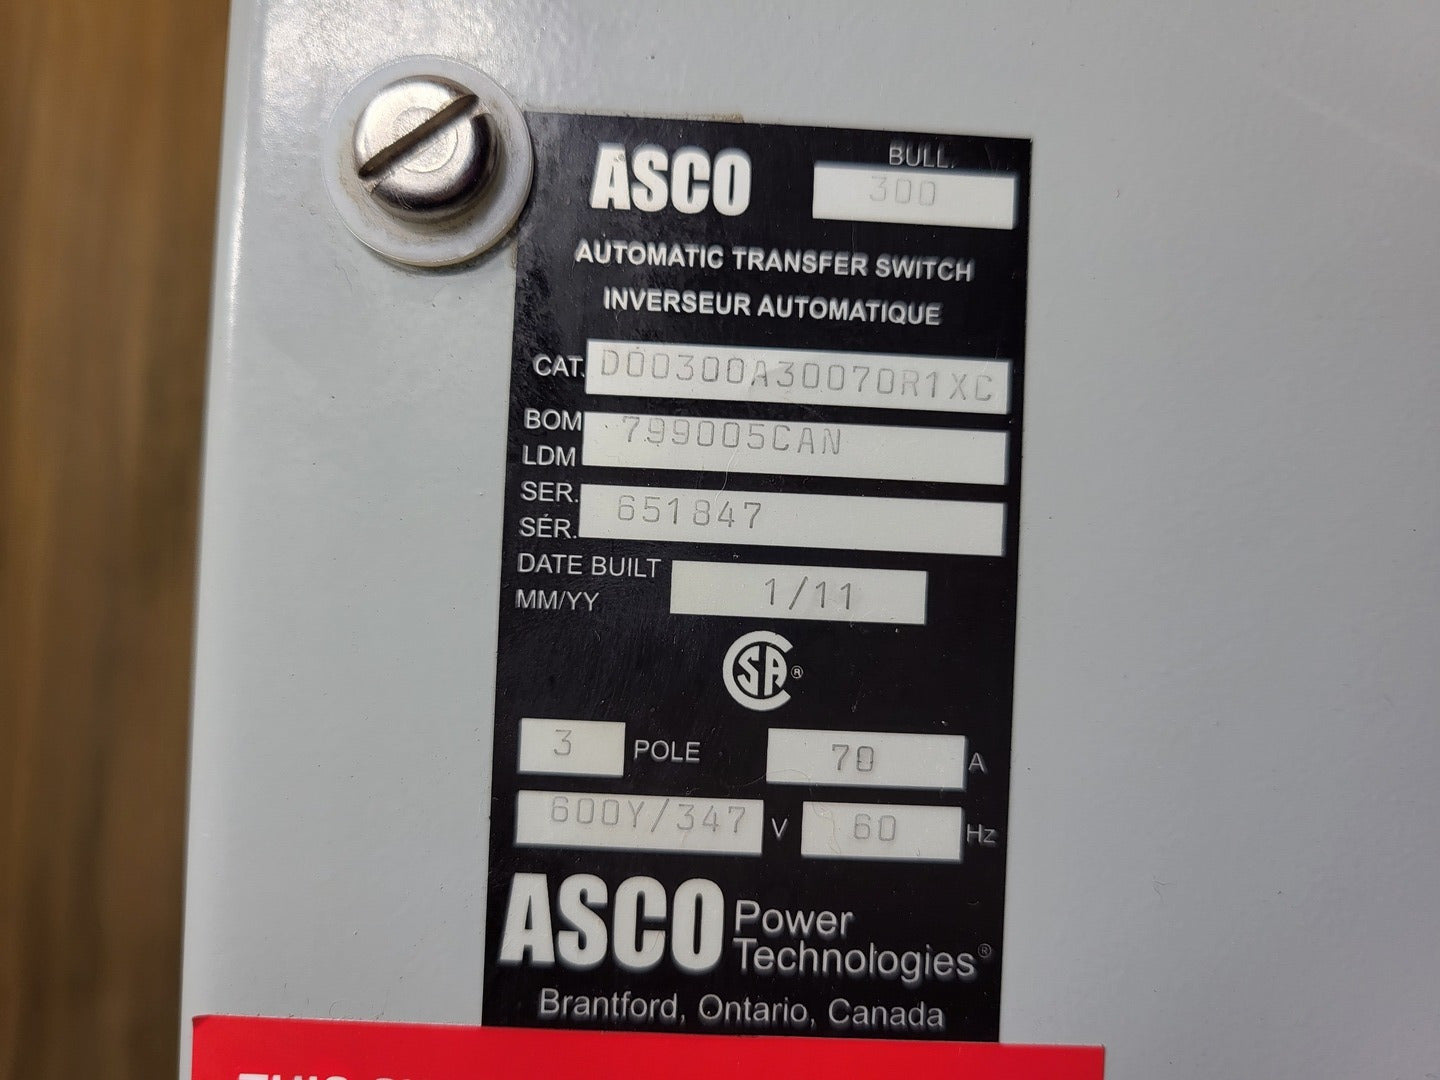 ASCO
BULL.
300
AUTOMATIC TRANSFER SWITCH
INVERSEUR AUTOMATIQUE
CAT. D00300A30070R1XC
BOM
LDM
799005CAN
SER.
SÉR.
651847
DATE BUILT
MM/YY
1/11
CSA®
3 POLE 70 A
600Y/347 V 60 Hz
ASCO Power
Technologies®
Brantford, Ontario, Canada